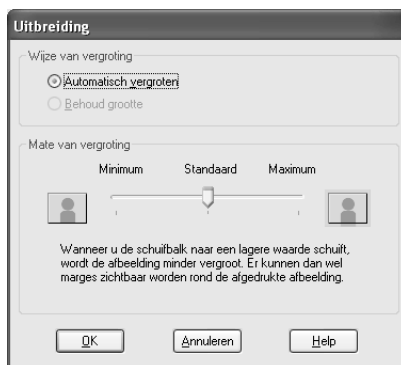 Uitbreiding
Wijze van vergroting
Automatisch vergroten
Behoud grootte
Mate van vergroting
Minimum Standaard Maximum
Wanneer u de schuifbalk naar een lagere waarde schuift,
wordt de afbeelding minder vergroot. Er kunnen dan wel
marges zichtbaar worden rond de afgedrukte afbeelding.
OK Annuleren Help